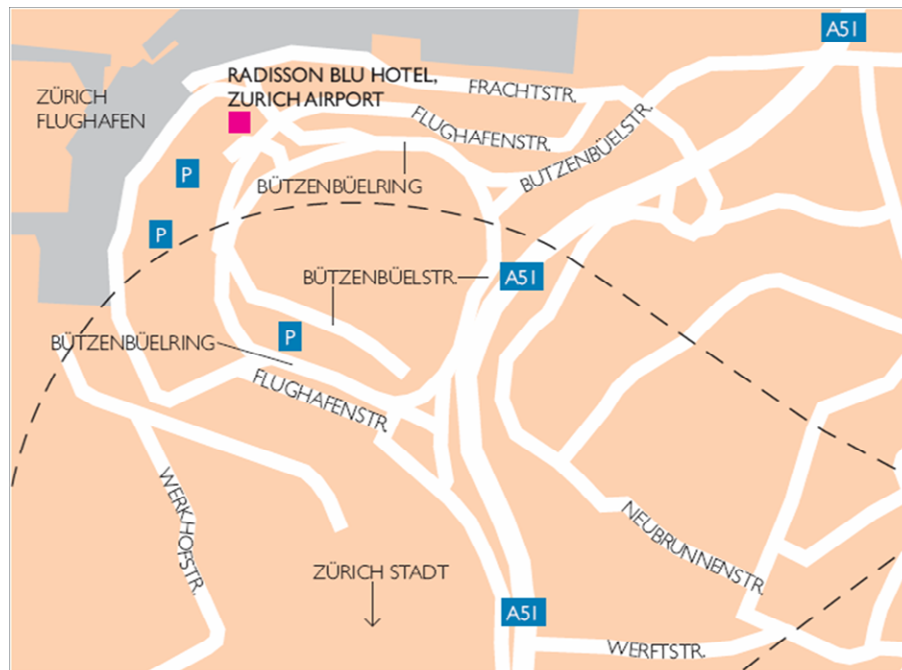 A51
RADISSON BLU HOTEL,
ZURICH AIRPORT
ZÜRICH
FLUGHAFEN
FRACHTSTR.
FLUGHAFENSTR.
BÜTZENBÜELSTR.
P
BÜTZENBÜELRING
P
BÜTZENBÜELSTR.
A51
P
BÜTZENBÜELRING
FLUGHAFENSTR.
WERKHOFSTR.
NEUBRUNNENSTR.
ZÜRICH STADT
A51
WERFTSTR.